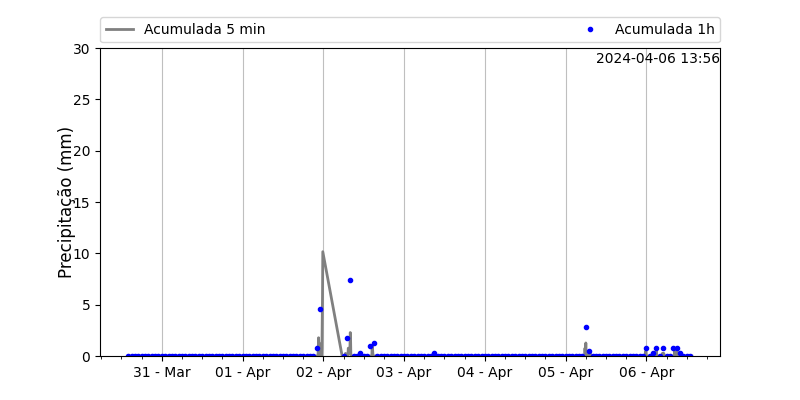 Acumulada 5 min
Acumulada 1h
2024-04-06 13:56
Precipitação (mm)
30
25
20
15
10
5
0
31 - Mar
01 - Apr
02 - Apr
03 - Apr
04 - Apr
05 - Apr
06 - Apr